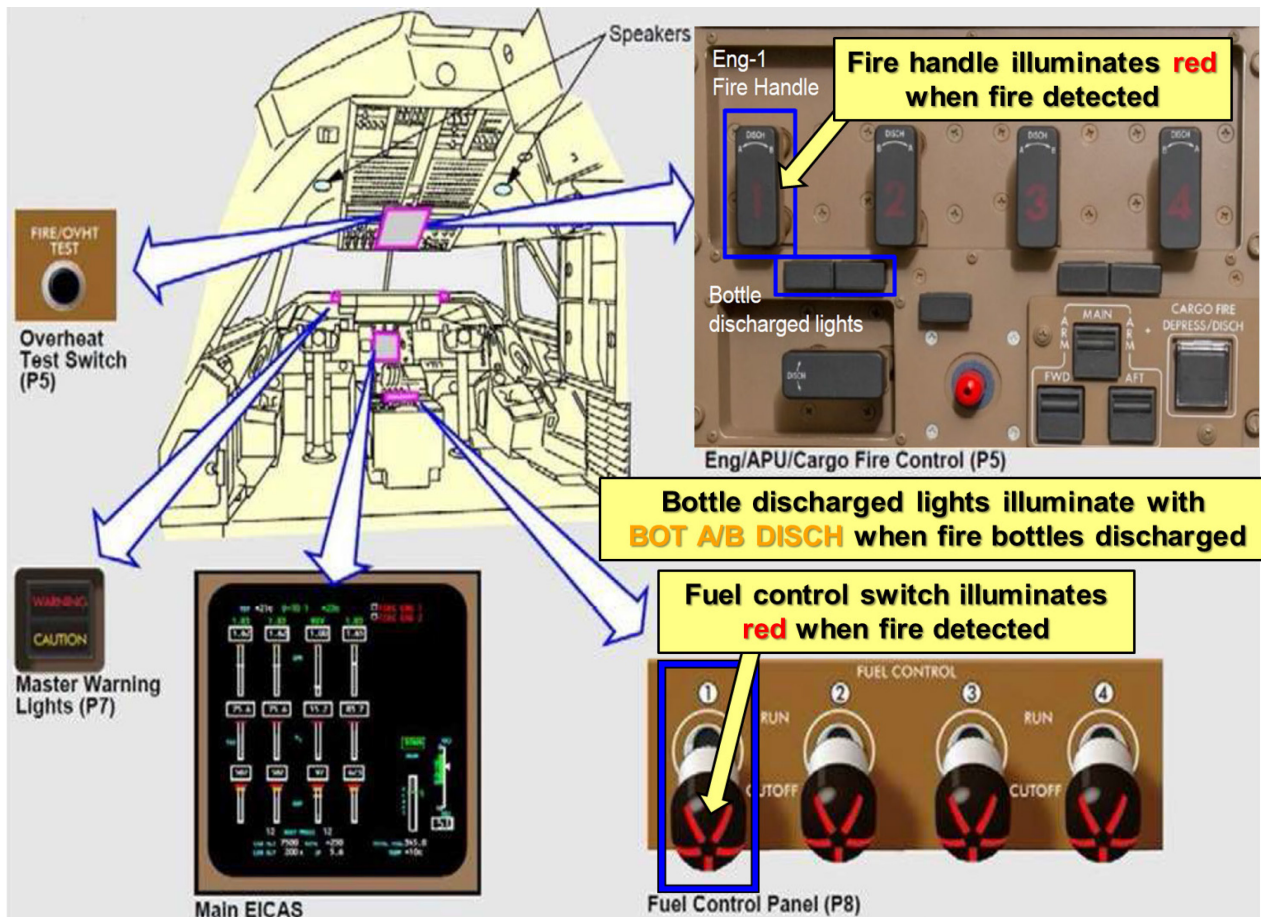 Speakers
Eng-1
Fire Handle
Fire handle illuminates red
when fire detected
DISCH
A B
1
DISCH
B A
2
DISCH
A B
3
DISCH
B A
4
FIRE/OVHT
TEST
Overheat
Test Switch
(P5)
Bottle
discharged lights
DISCH
MAIN
ARM
ARM
CARGO FIRE
DEPRESS/DISCH
FWD
AFT
Eng/APU/Cargo Fire Control (P5)
Bottle discharged lights illuminate with
BOT A/B DISCH when fire bottles discharged
WARNING
CAUTION
Master Warning
Lights (P7)
Main EICAS
Fuel control switch illuminates
red when fire detected
FUEL CONTROL
1 2 3 4
RUN RUN
CUTOFF CUTOFF
Fuel Control Panel (P8)